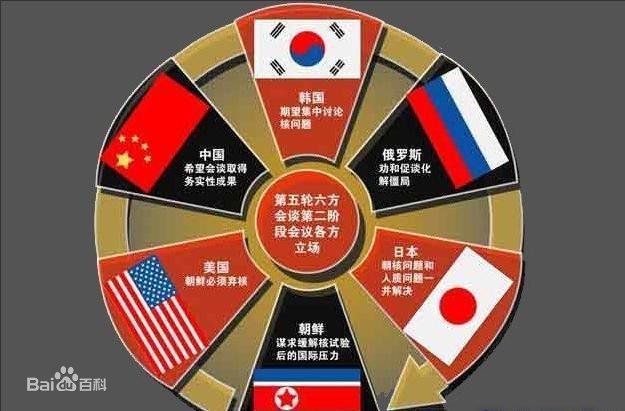 韩国
期望集中讨论
核问题
俄罗斯
劝和促谈化
解僵局
日本
朝核问题和
人质问题一
并解决
朝鲜
谋求缓解核试验
后的国际压力
美国
朝鲜必须弃核
中国
希望会谈取得
务实性成果
第五轮六方
会谈第二阶
段会议各方
立场
Bai百科